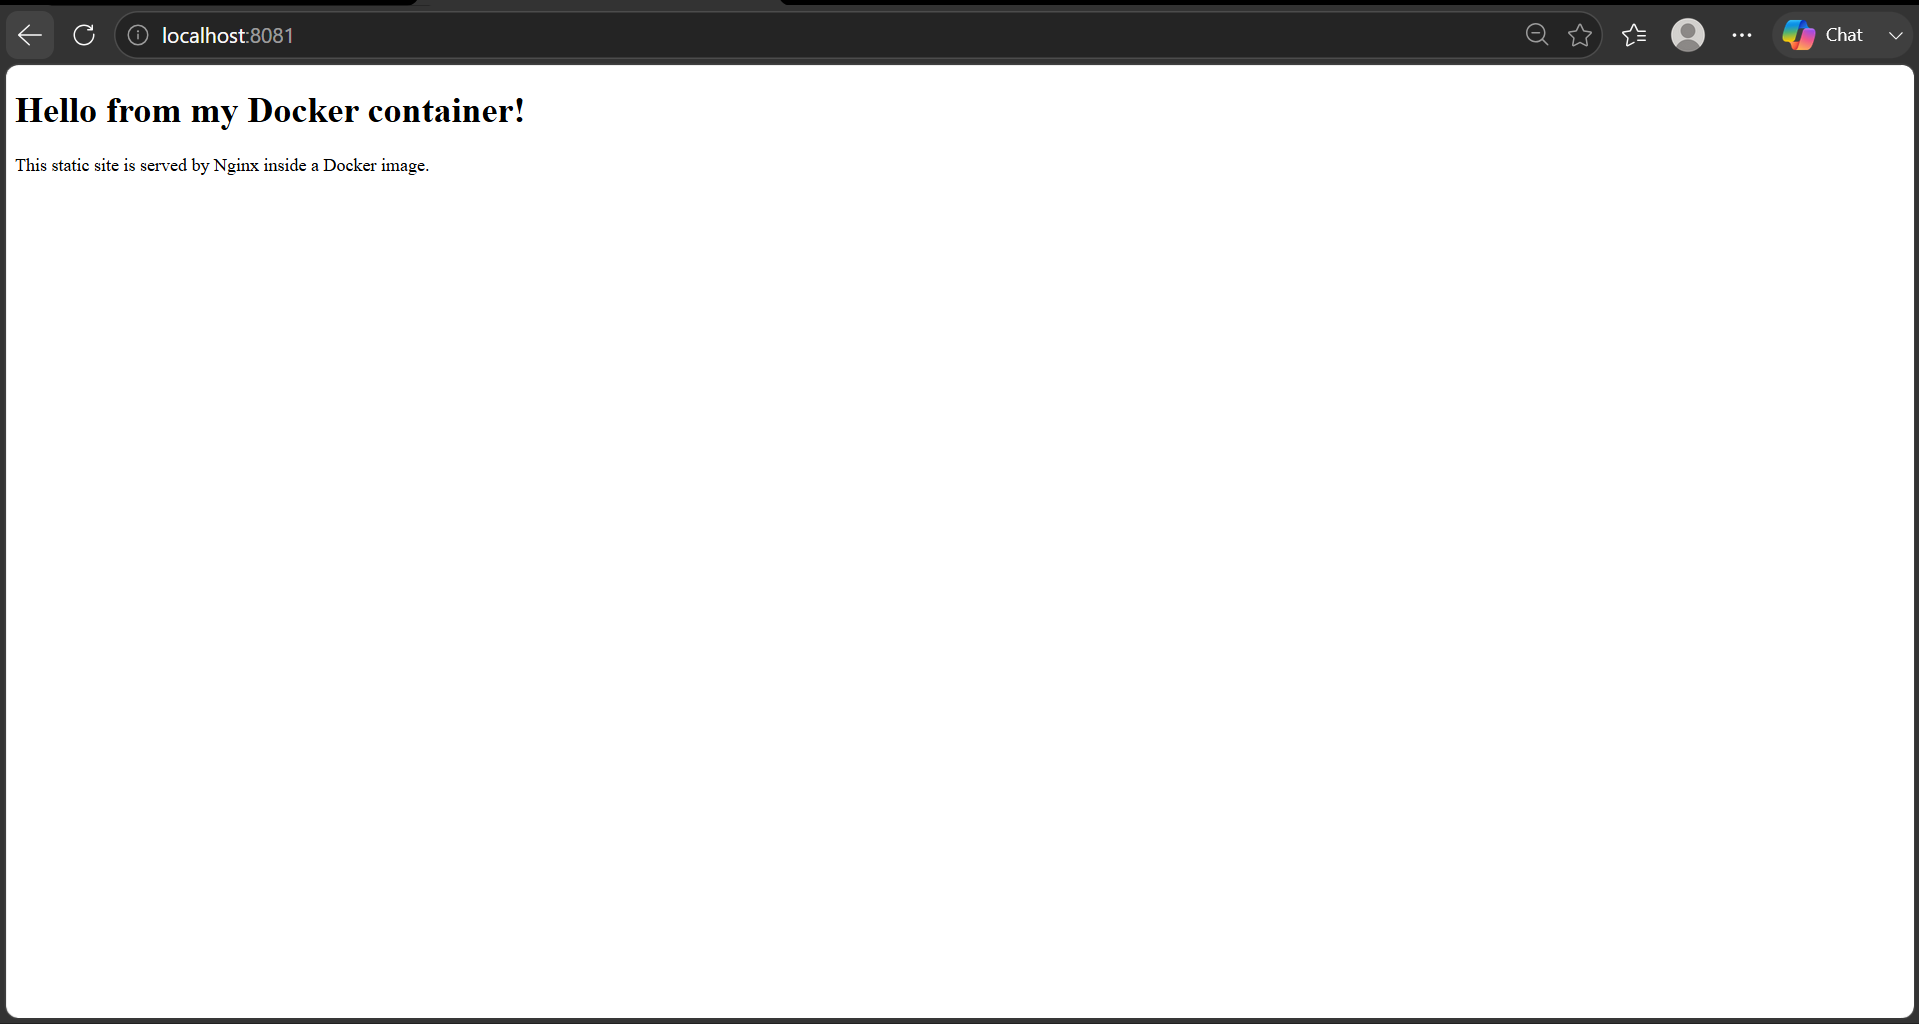 localhost:8081
Chat
Hello from my Docker container!
This static site is served by Nginx inside a Docker image.